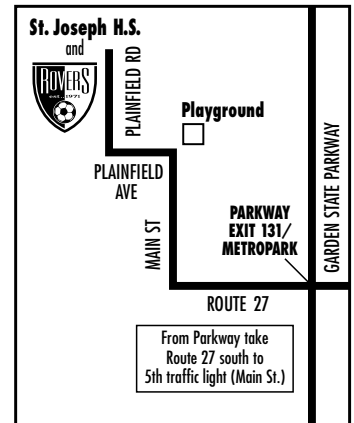 St. Joseph H.S.
and
ROVERS
est. 1971
PLAINFIELD RD
Playground
PLAINFIELD
AVE
MAIN ST
PARKWAY
EXIT 131/
METROPARK
GARDEN STATE PARKWAY
ROUTE 27
From Parkway take
Route 27 south to
5th traffic light (Main St.)